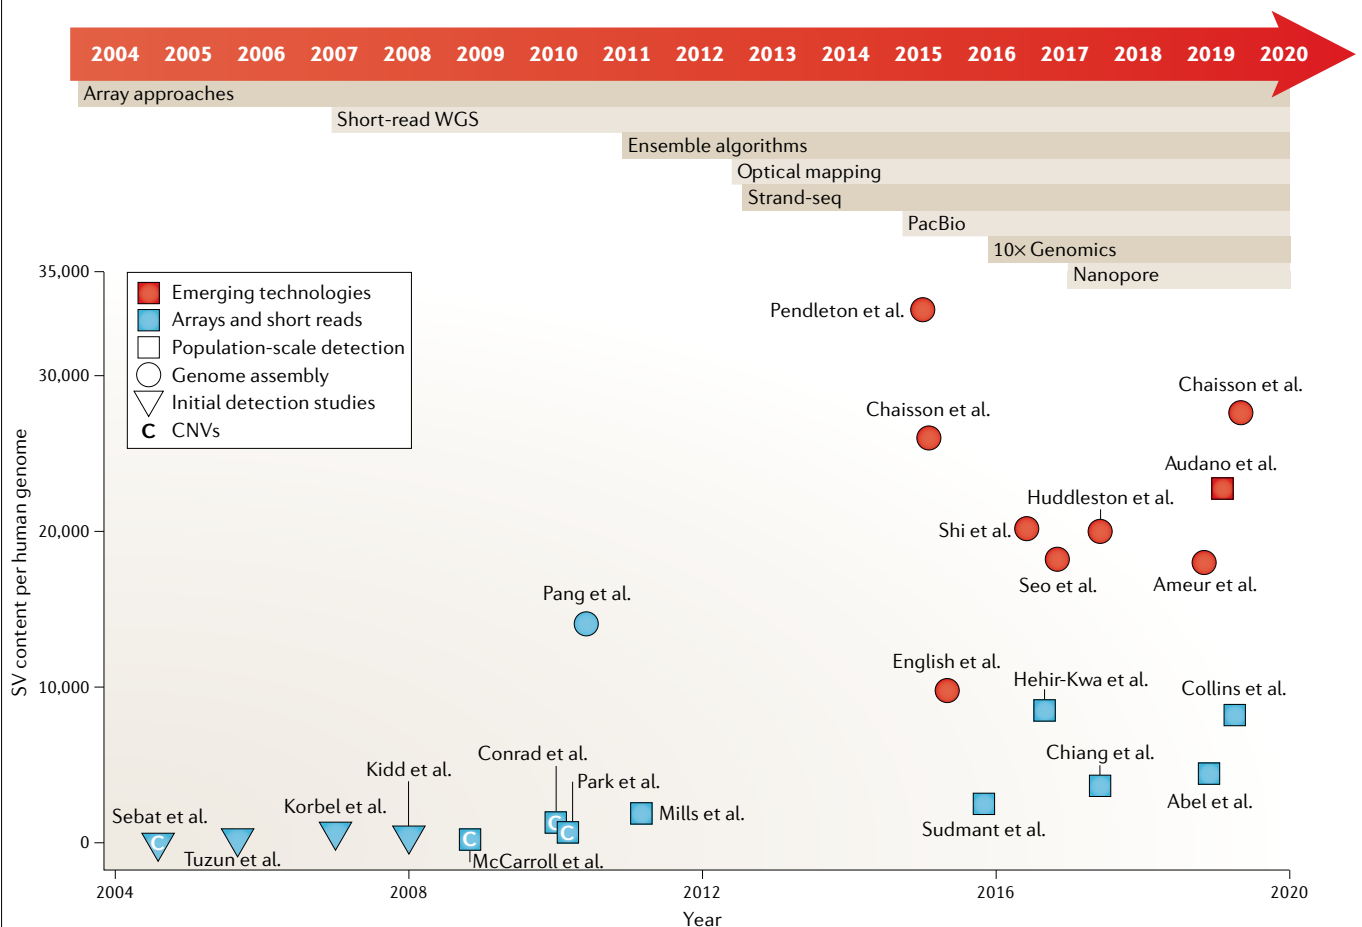 2004 2005 2006 2007 2008 2009 2010 2011 2012 2013 2014 2015 2016 2017 2018 2019 2020
Array approaches
Short-read WGS
Ensemble algorithms
Optical mapping
Strand-seq
PacBio
10× Genomics
Nanopore
35,000
30,000
20,000
10,000
0
SV content per human genome
Emerging technologies
Arrays and short reads
Population-scale detection
Genome assembly
Initial detection studies
C CNVs
Pendleton et al.
Chaisson et al.
Chaisson et al.
Audano et al.
Huddleston et al.
Shi et al.
Seo et al.
Ameur et al.
Pang et al.
English et al.
Hehir-Kwa et al.
Collins et al.
Conrad et al.
Chiang et al.
Kidd et al.
Park et al.
Korbel et al.
Abel et al.
Sebat et al.
Mills et al.
C
C
C
C
Sudmant et al.
Tuzun et al.
McCarroll et al.
2004 2008 2012 2016 2020
Year